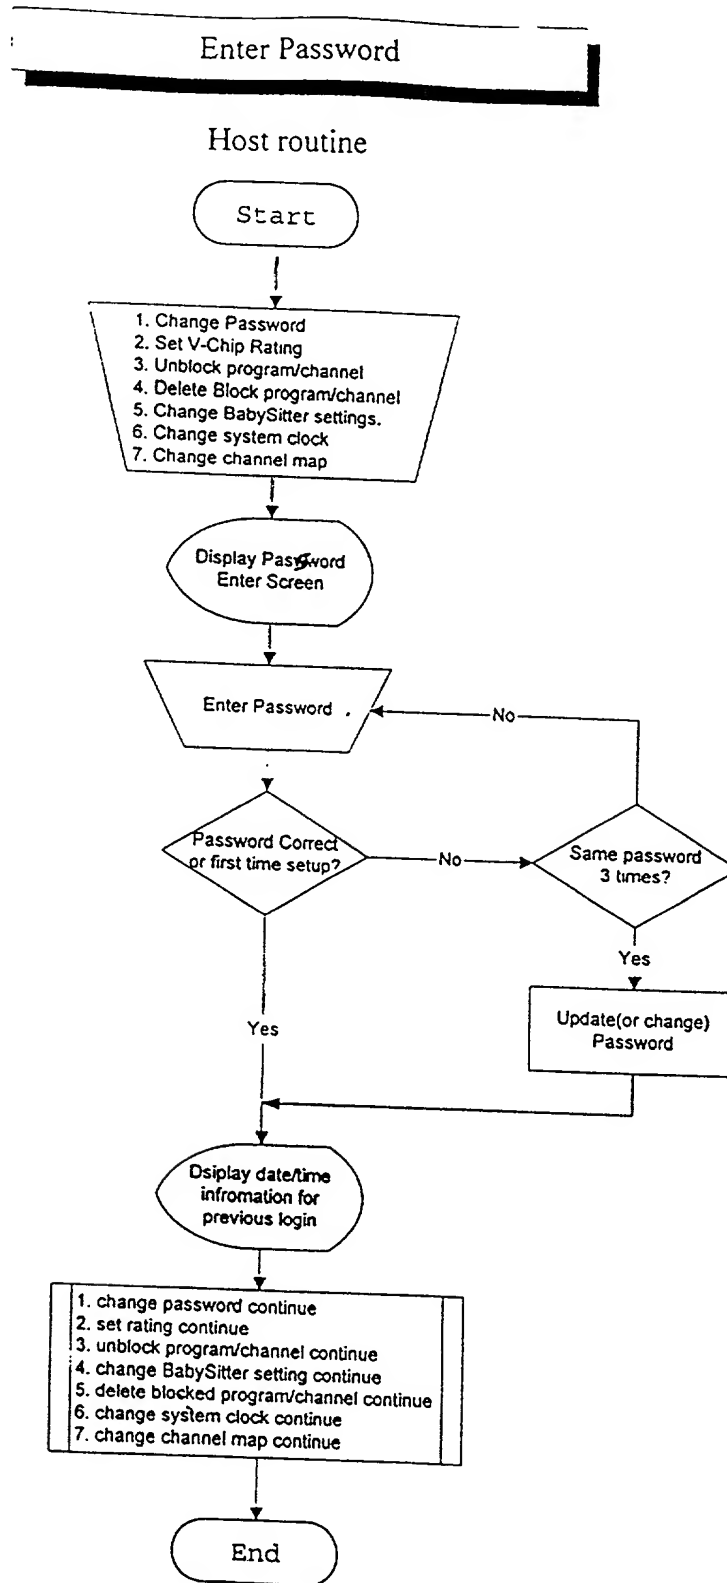 Enter Password
Host routine
Start
1. Change Password
2. Set V-Chip Rating
3. Unblock program/channel
4. Delete Block program/channel
5. Change BabySitter settings.
6. Change system clock
7. Change channel map
Display Password
Enter Screen
Enter Password
No
Password Correct
or first time setup?
No
Same password
3 times?
Yes
Yes
Update(or change)
Password
Dsiplay date/time
infromation for
previous login
1. change password continue
2. set rating continue
3. unblock program/channel continue
4. change BabySitter setting continue
5. delete blocked program/channel continue
6. change system clock continue
7. change channel map continue
End